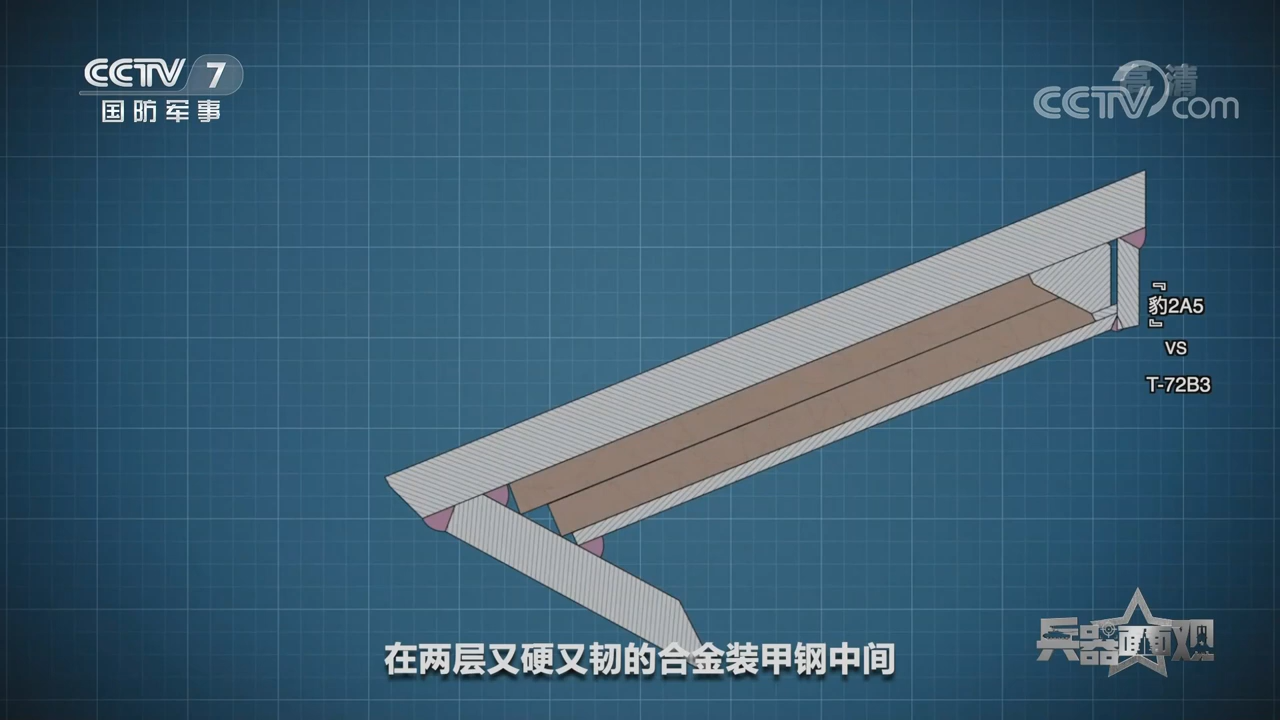 CCTV 7
国防军事
高清
CCTV.com
『豹2A5』
VS
T-72B3
兵器面面观
在两层又硬又韧的合金装甲钢中间